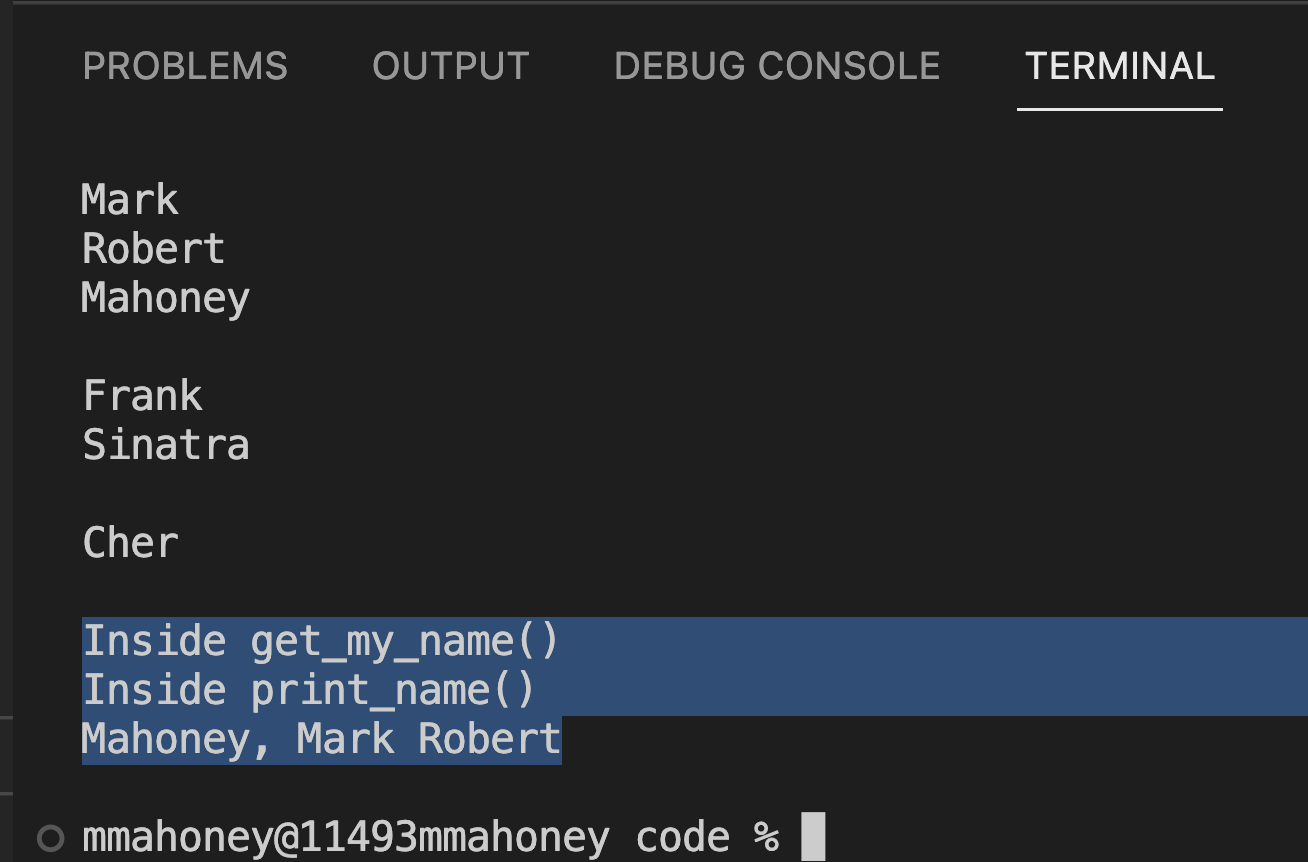 PROBLEMS OUTPUT DEBUG CONSOLE TERMINAL
Mark
Robert
Mahoney
Frank
Sinatra
Cher
Inside get_my_name()
Inside print_name()
Mahoney, Mark Robert
mmahoney@11493mmahoney code %